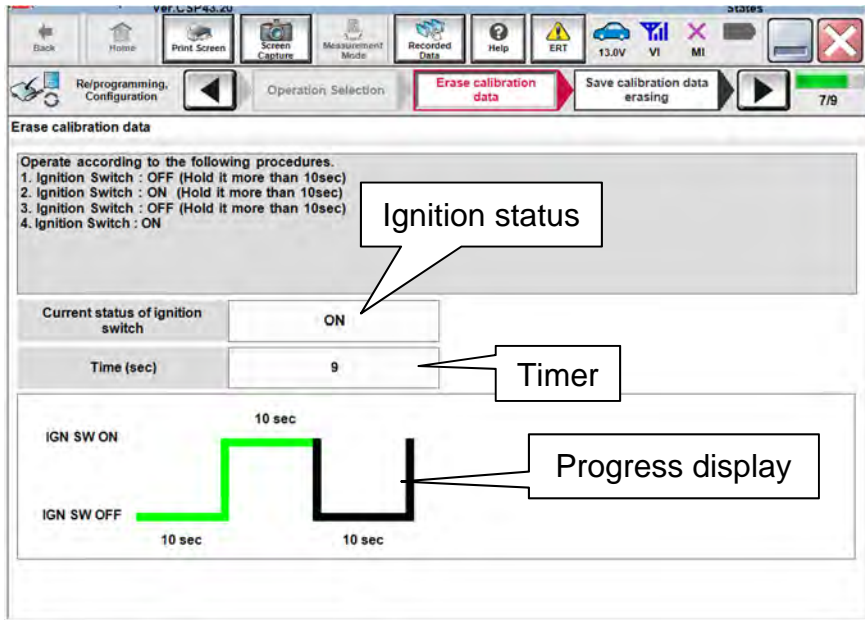 Ver.CSP43.20
States
Back
Home
Print Screen
Screen
Capture
Measurement
Mode
Recorded
Data
Help
ERT
13.0V
VI
MI
Re/programming,
Configuration
Operation Selection
Erase calibration
data
Save calibration data
erasing
7/9
Erase calibration data
Operate according to the following procedures.
1. Ignition Switch : OFF (Hold it more than 10sec)
2. Ignition Switch : ON (Hold it more than 10sec)
3. Ignition Switch : OFF (Hold it more than 10sec)
4. Ignition Switch : ON
Ignition status
Current status of ignition
switch
ON
Time (sec)
9
Timer
10 sec
IGN SW ON
Progress display
IGN SW OFF
10 sec
10 sec